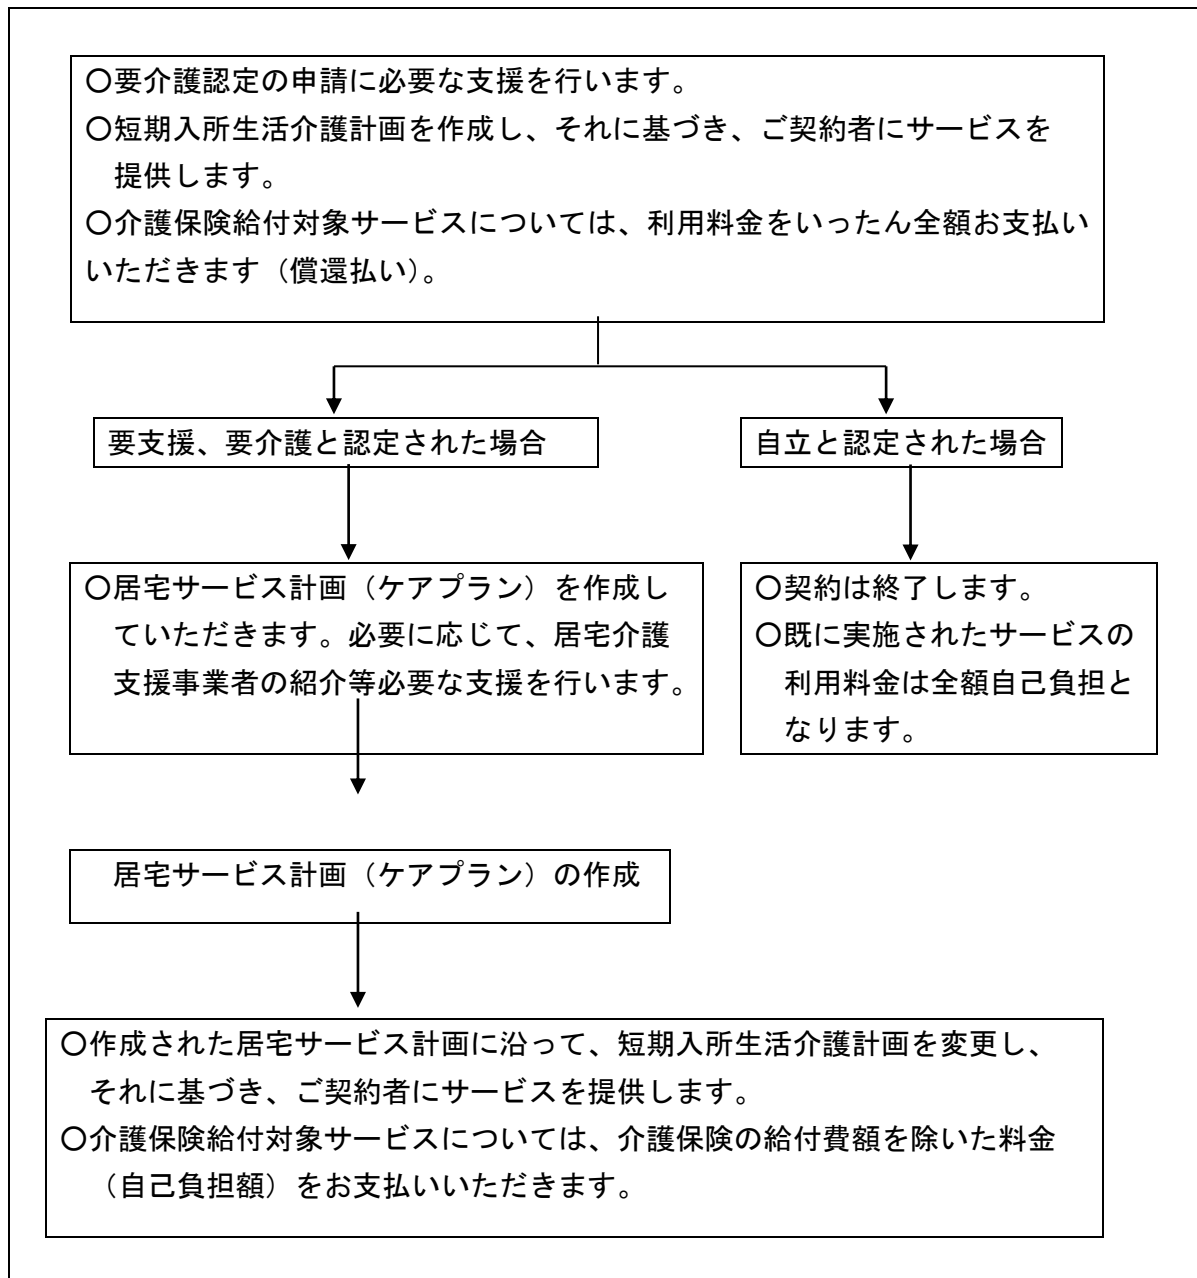 〇要介護認定の申請に必要な支援を行います。
〇短期入所生活介護計画を作成し、それに基づき、ご契約者にサービスを
提供します。
〇介護保険給付対象サービスについては、利用料金をいったん全額お支払い
いただきます（償還払い）。
要支援、要介護と認定された場合
自立と認定された場合
〇居宅サービス計画（ケアプラン）を作成し
ていただきます。必要に応じて、居宅介護
支援事業者の紹介等必要な支援を行います。
〇契約は終了します。
〇既に実施されたサービスの
利用料金は全額自己負担と
なります。
居宅サービス計画（ケアプラン）の作成
〇作成された居宅サービス計画に沿って、短期入所生活介護計画を変更し、
それに基づき、ご契約者にサービスを提供します。
〇介護保険給付対象サービスについては、介護保険の給付費額を除いた料金
（自己負担額）をお支払いいただきます。